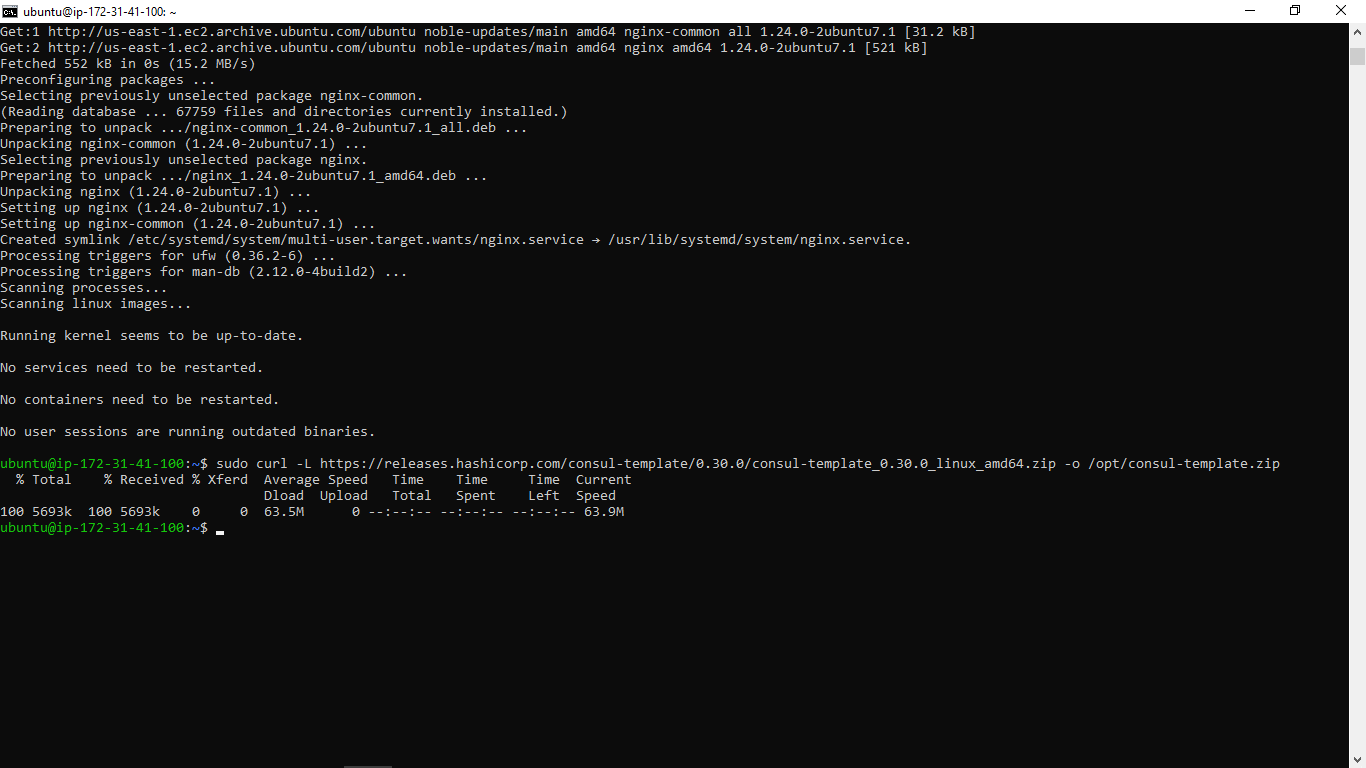 ubuntu@ip-172-31-41-100: ~
Get:1 http://us-east-1.ec2.archive.ubuntu.com/ubuntu noble-updates/main amd64 nginx-common all 1.24.0-2ubuntu7.1 [31.2 kB]
Get:2 http://us-east-1.ec2.archive.ubuntu.com/ubuntu noble-updates/main amd64 nginx amd64 1.24.0-2ubuntu7.1 [521 kB]
Fetched 552 kB in 0s (15.2 MB/s)
Preconfiguring packages ...
Selecting previously unselected package nginx-common.
(Reading database ... 67759 files and directories currently installed.)
Preparing to unpack .../nginx-common_1.24.0-2ubuntu7.1_all.deb ...
Unpacking nginx-common (1.24.0-2ubuntu7.1) ...
Selecting previously unselected package nginx.
Preparing to unpack .../nginx_1.24.0-2ubuntu7.1_amd64.deb ...
Unpacking nginx (1.24.0-2ubuntu7.1) ...
Setting up nginx (1.24.0-2ubuntu7.1) ...
Setting up nginx-common (1.24.0-2ubuntu7.1) ...
Created symlink /etc/systemd/system/multi-user.target.wants/nginx.service → /usr/lib/systemd/system/nginx.service.
Processing triggers for ufw (0.36.2-6) ...
Processing triggers for man-db (2.12.0-4build2) ...
Scanning processes...
Scanning linux images...
Running kernel seems to be up-to-date.
No services need to be restarted.
No containers need to be restarted.
No user sessions are running outdated binaries.
ubuntu@ip-172-31-41-100:~$ sudo curl -L https://releases.hashicorp.com/consul-template/0.30.0/consul-template_0.30.0_linux_amd64.zip -o /opt/consul-template.zip
  % Total    % Received % Xferd  Average Speed   Time    Time     Time  Current
                                 Dload  Upload   Total   Spent    Left  Speed
100 5693k  100 5693k    0     0  63.5M      0 --:--:-- --:--:-- --:--:-- 63.9M
ubuntu@ip-172-31-41-100:~$